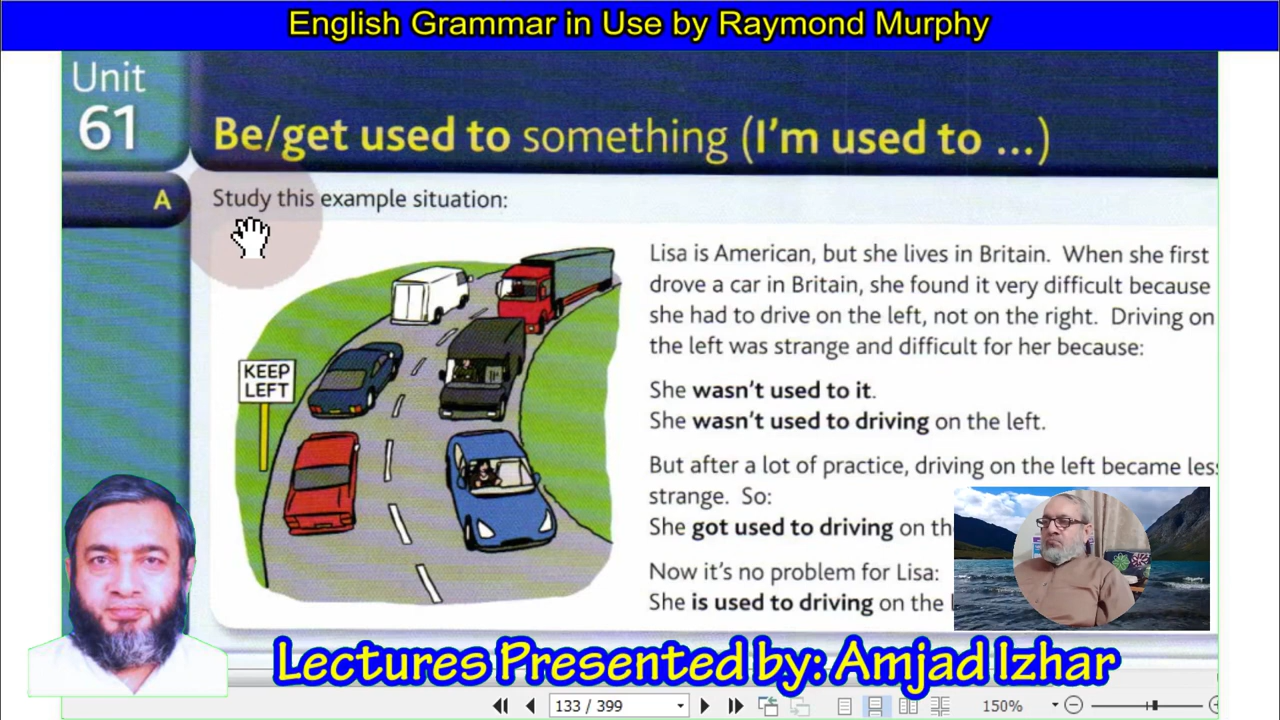 English Grammar in Use by Raymond Murphy
Unit
61
Be/get used to something (I'm used to ...)
A
Study this example situation:
KEEP
LEFT
Lisa is American, but she lives in Britain. When she first
drove a car in Britain, she found it very difficult because
she had to drive on the left, not on the right. Driving on
the left was strange and difficult for her because:
She wasn't used to it.
She wasn't used to driving on the left.
But after a lot of practice, driving on the left became less
strange. So:
She got used to driving on
Now it's no problem for Lisa:
She is used to driving on the
Lectures Presented by: Amjad Izhar
133 / 399
150%